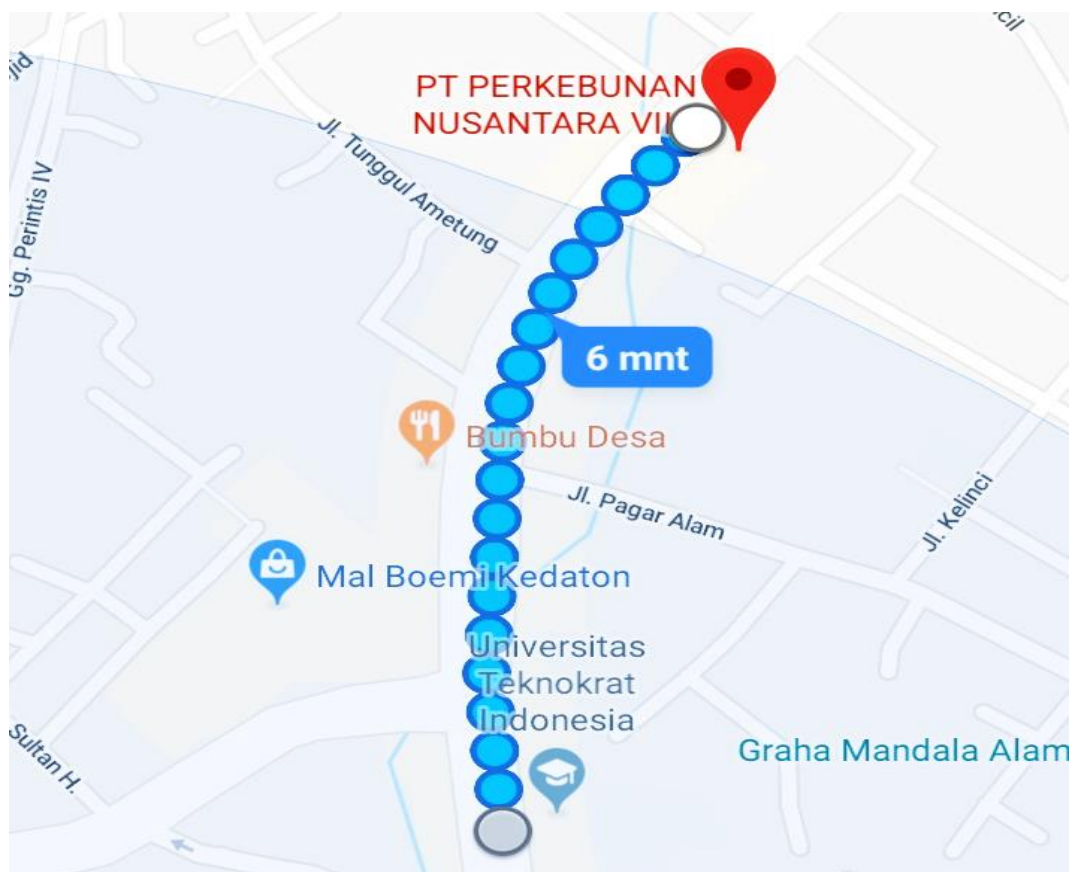 PT PERKEBUNAN
NUSANTARA VII
Jl. Tunggul Ametung
Gg. Perintis IV
6 mnt
Bumbu Desa
Jl. Pagar Alam
Jl. Kelinci
Mal Boemi Kedaton
Universitas
Teknokrat
Indonesia
Graha Mandala Alam
Sultan H.